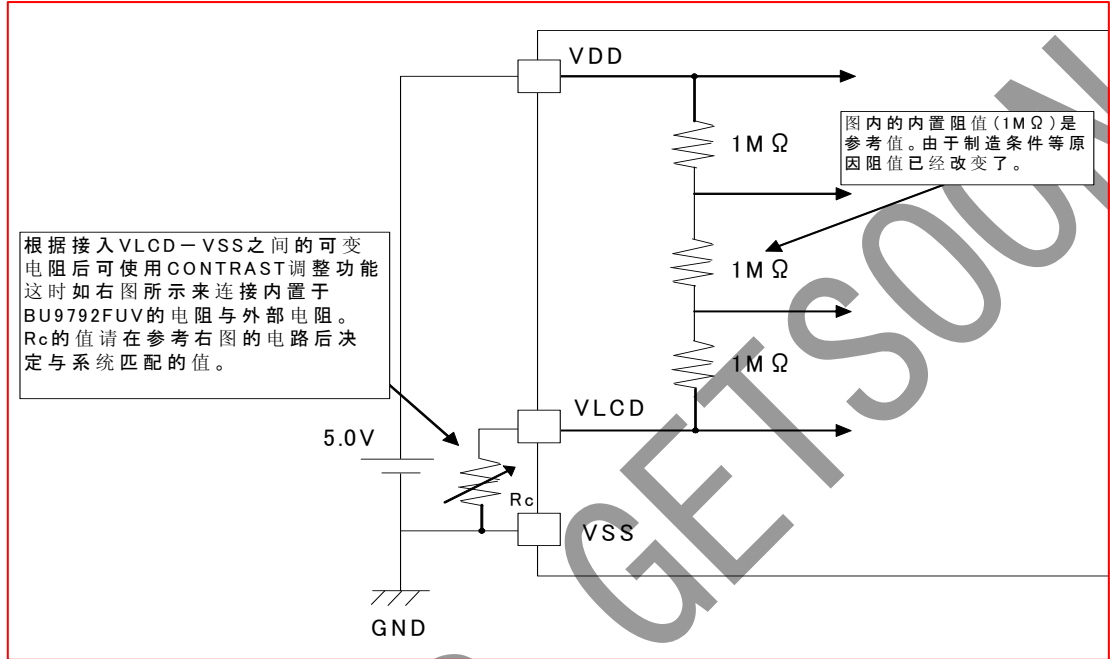 VDD
1MΩ
图内的内置阻值(1MΩ)是
参考值。由于制造条件等原
因阻值已经改变了。
根据接入VLCD－VSS之间的可变
电阻后可使用CONTRAST调整功能
这时如右图所示来连接内置于
BU9792FUV的电阻与外部电阻。
Rc的值请在参考右图的电路后决
定与系统匹配的值。
1MΩ
1MΩ
VLCD
5.0V
Rc
VSS
GND
GETSOON